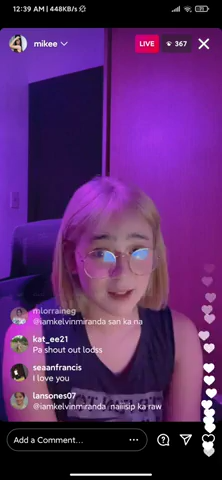 12:39 AM | 448KB/s
mikee
LIVE
367
mlorraineg
@iamkelvinmiranda san ka na
kat_ee21
Pa shout out lodss
seaanfrancis
I love you
lansones07
@iamkelvinmiranda naiisip ka raw
Add a Comment...